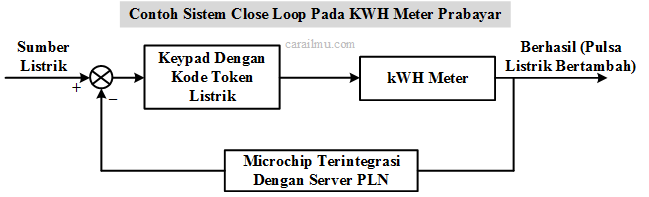 Contoh Sistem Close Loop Pada KWH Meter Prabayar
carailmu.com
Sumber
Listrik
+
−
Keypad Dengan
Kode Token
Listrik
kWH Meter
Berhasil (Pulsa
Listrik Bertambah)
Microchip Terintegrasi
Dengan Server PLN